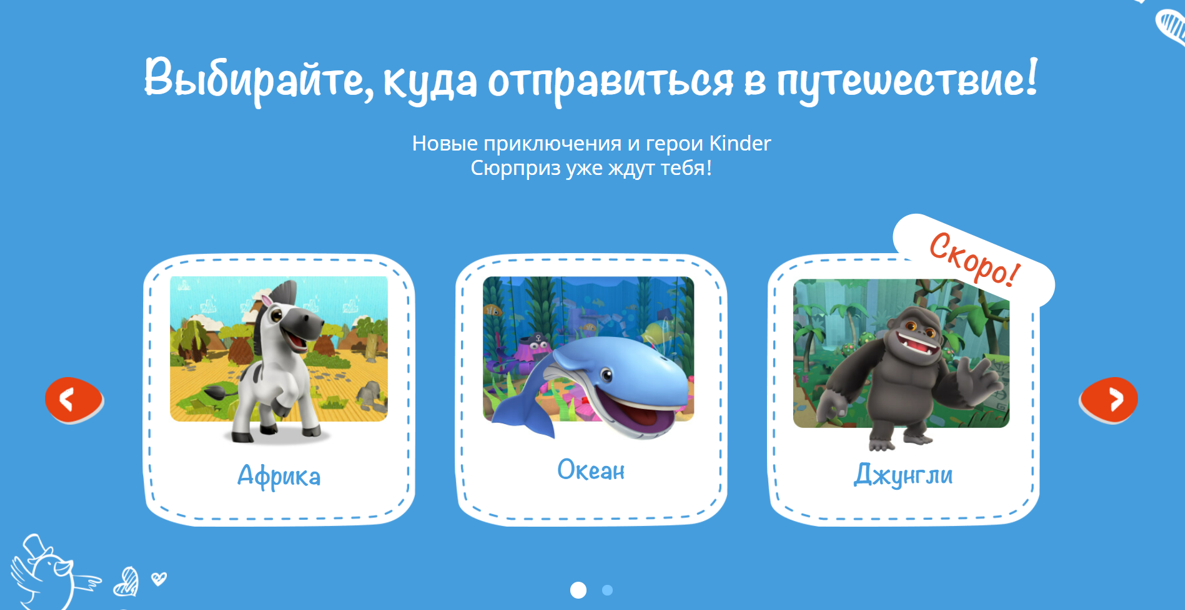 Выбирайте, куда отправиться в путешествие!
Новые приключения и герои Kinder
Сюрприз уже ждут тебя!
Скоро!
Африка
Океан
Джунгли